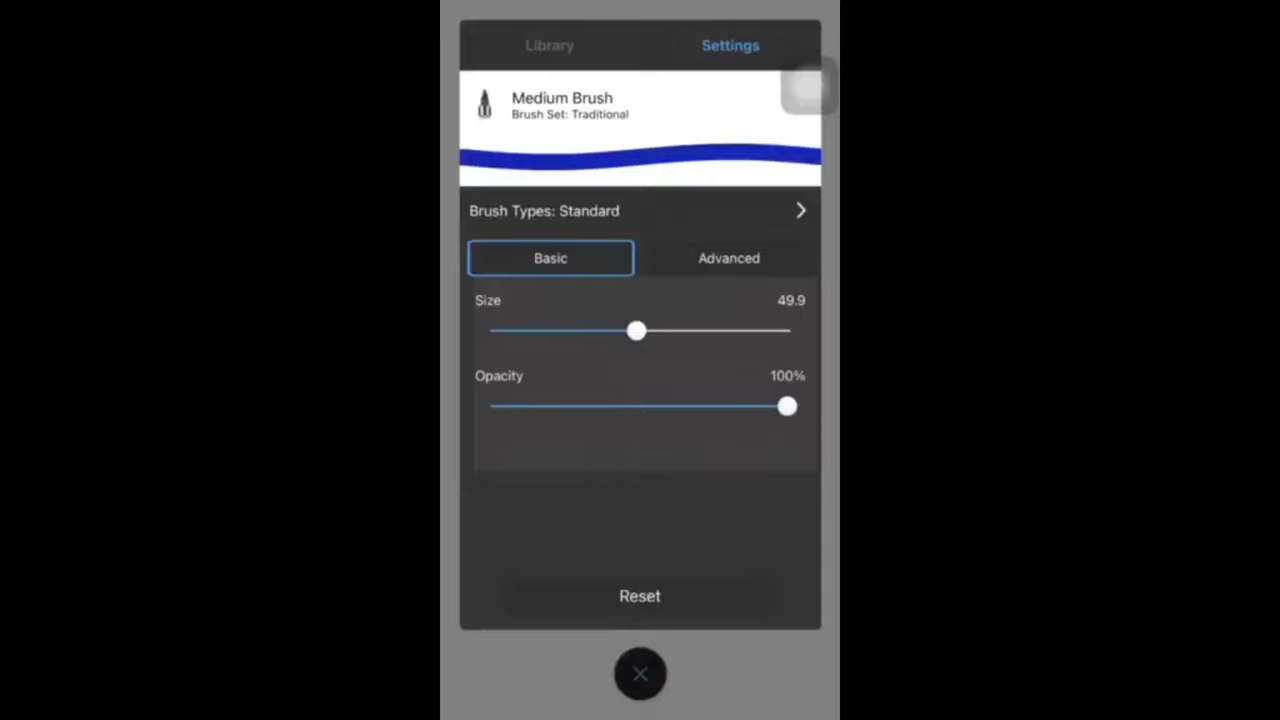 Library
Settings
Medium Brush
Brush Set: Traditional
Brush Types: Standard
Basic
Advanced
Size
49.9
Opacity
100%
Reset